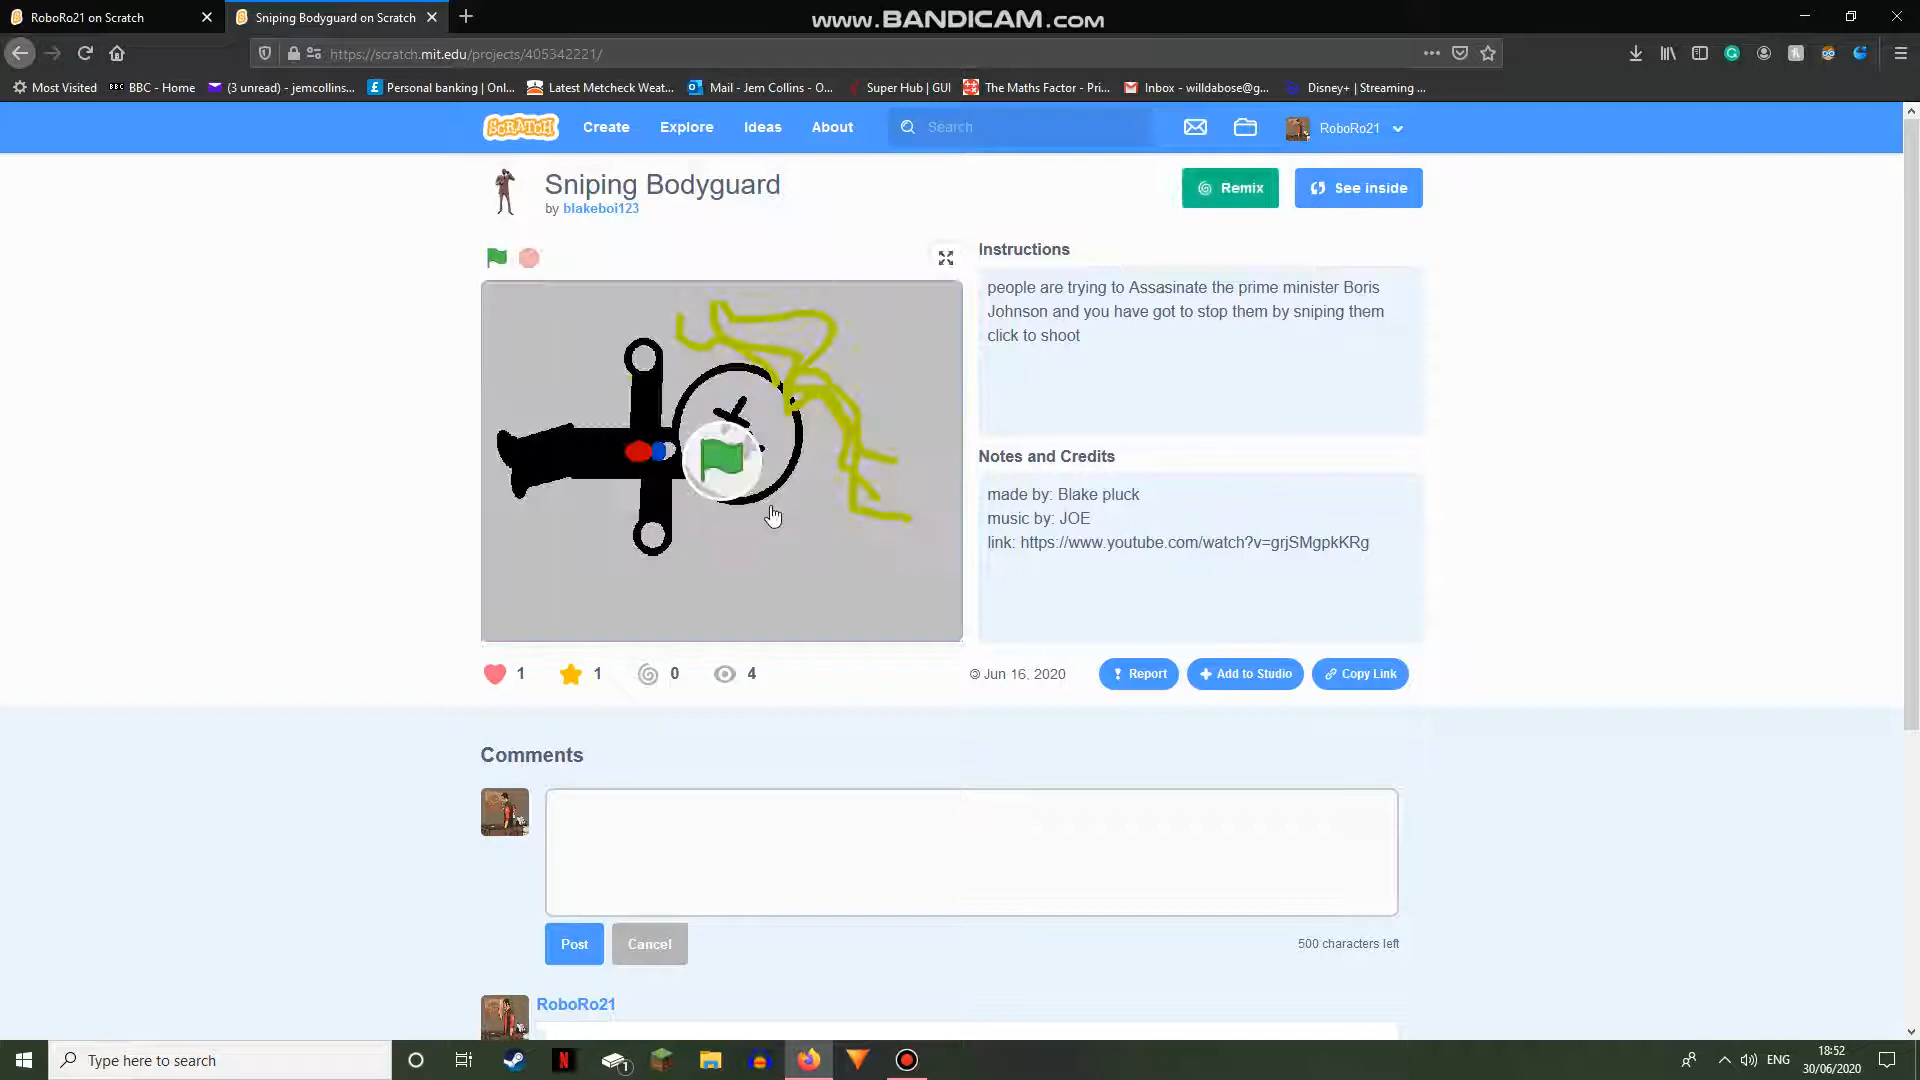 RoboRo21 on Scratch
Sniping Bodyguard on Scratch
www.BANDICAM.com
https://scratch.mit.edu/projects/405342221/
Most Visited
BBC BBC - Home
(3 unread) - jemcollins...
Personal banking | Onl...
Latest Metcheck Weat...
Mail - Jem Collins - O...
Super Hub | GUI
The Maths Factor - Pri...
Inbox - willdabose@g...
Disney+ | Streaming ...
SCRATCH
Create
Explore
Ideas
About
Search
RoboRo21
Sniping Bodyguard
by blakeboi123
Remix
See inside
Instructions
people are trying to Assasinate the prime minister Boris
Johnson and you have got to stop them by sniping them
click to shoot
Notes and Credits
made by: Blake pluck
music by: JOE
link: https://www.youtube.com/watch?v=grjSMgpkKRg
1
1
0
4
© Jun 16, 2020
Report
Add to Studio
Copy Link
Comments
Post
Cancel
500 characters left
RoboRo21
Type here to search
1
ENG
18:52
30/06/2020